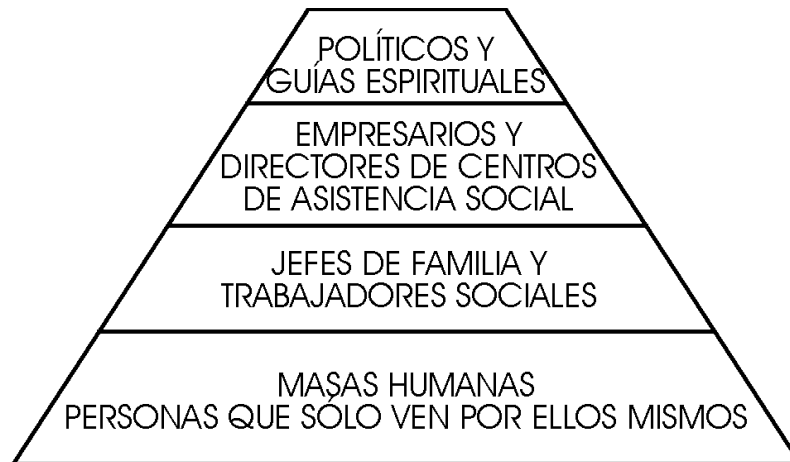 POLÍTICOS Y
GUÍAS ESPIRITUALES
EMPRESARIOS Y
DIRECTORES DE CENTROS
DE ASISTENCIA SOCIAL
JEFES DE FAMILIA Y
TRABAJADORES SOCIALES
MASAS HUMANAS
PERSONAS QUE SÓLO VEN POR ELLOS MISMOS